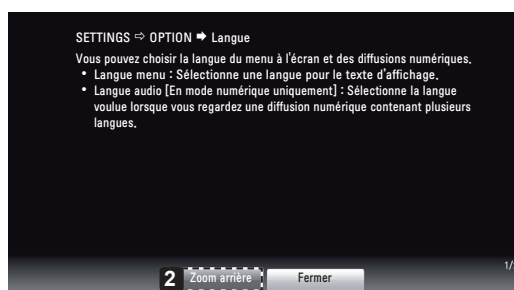 SETTINGS ⇨ OPTION ➡ Langue
Vous pouvez choisir la langue du menu à l'écran et des diffusions numériques.
• Langue menu : Sélectionne une langue pour le texte d'affichage.
• Langue audio [En mode numérique uniquement] : Sélectionne la langue
voulue lorsque vous regardez une diffusion numérique contenant plusieurs
langues.
2 Zoom arrière Fermer